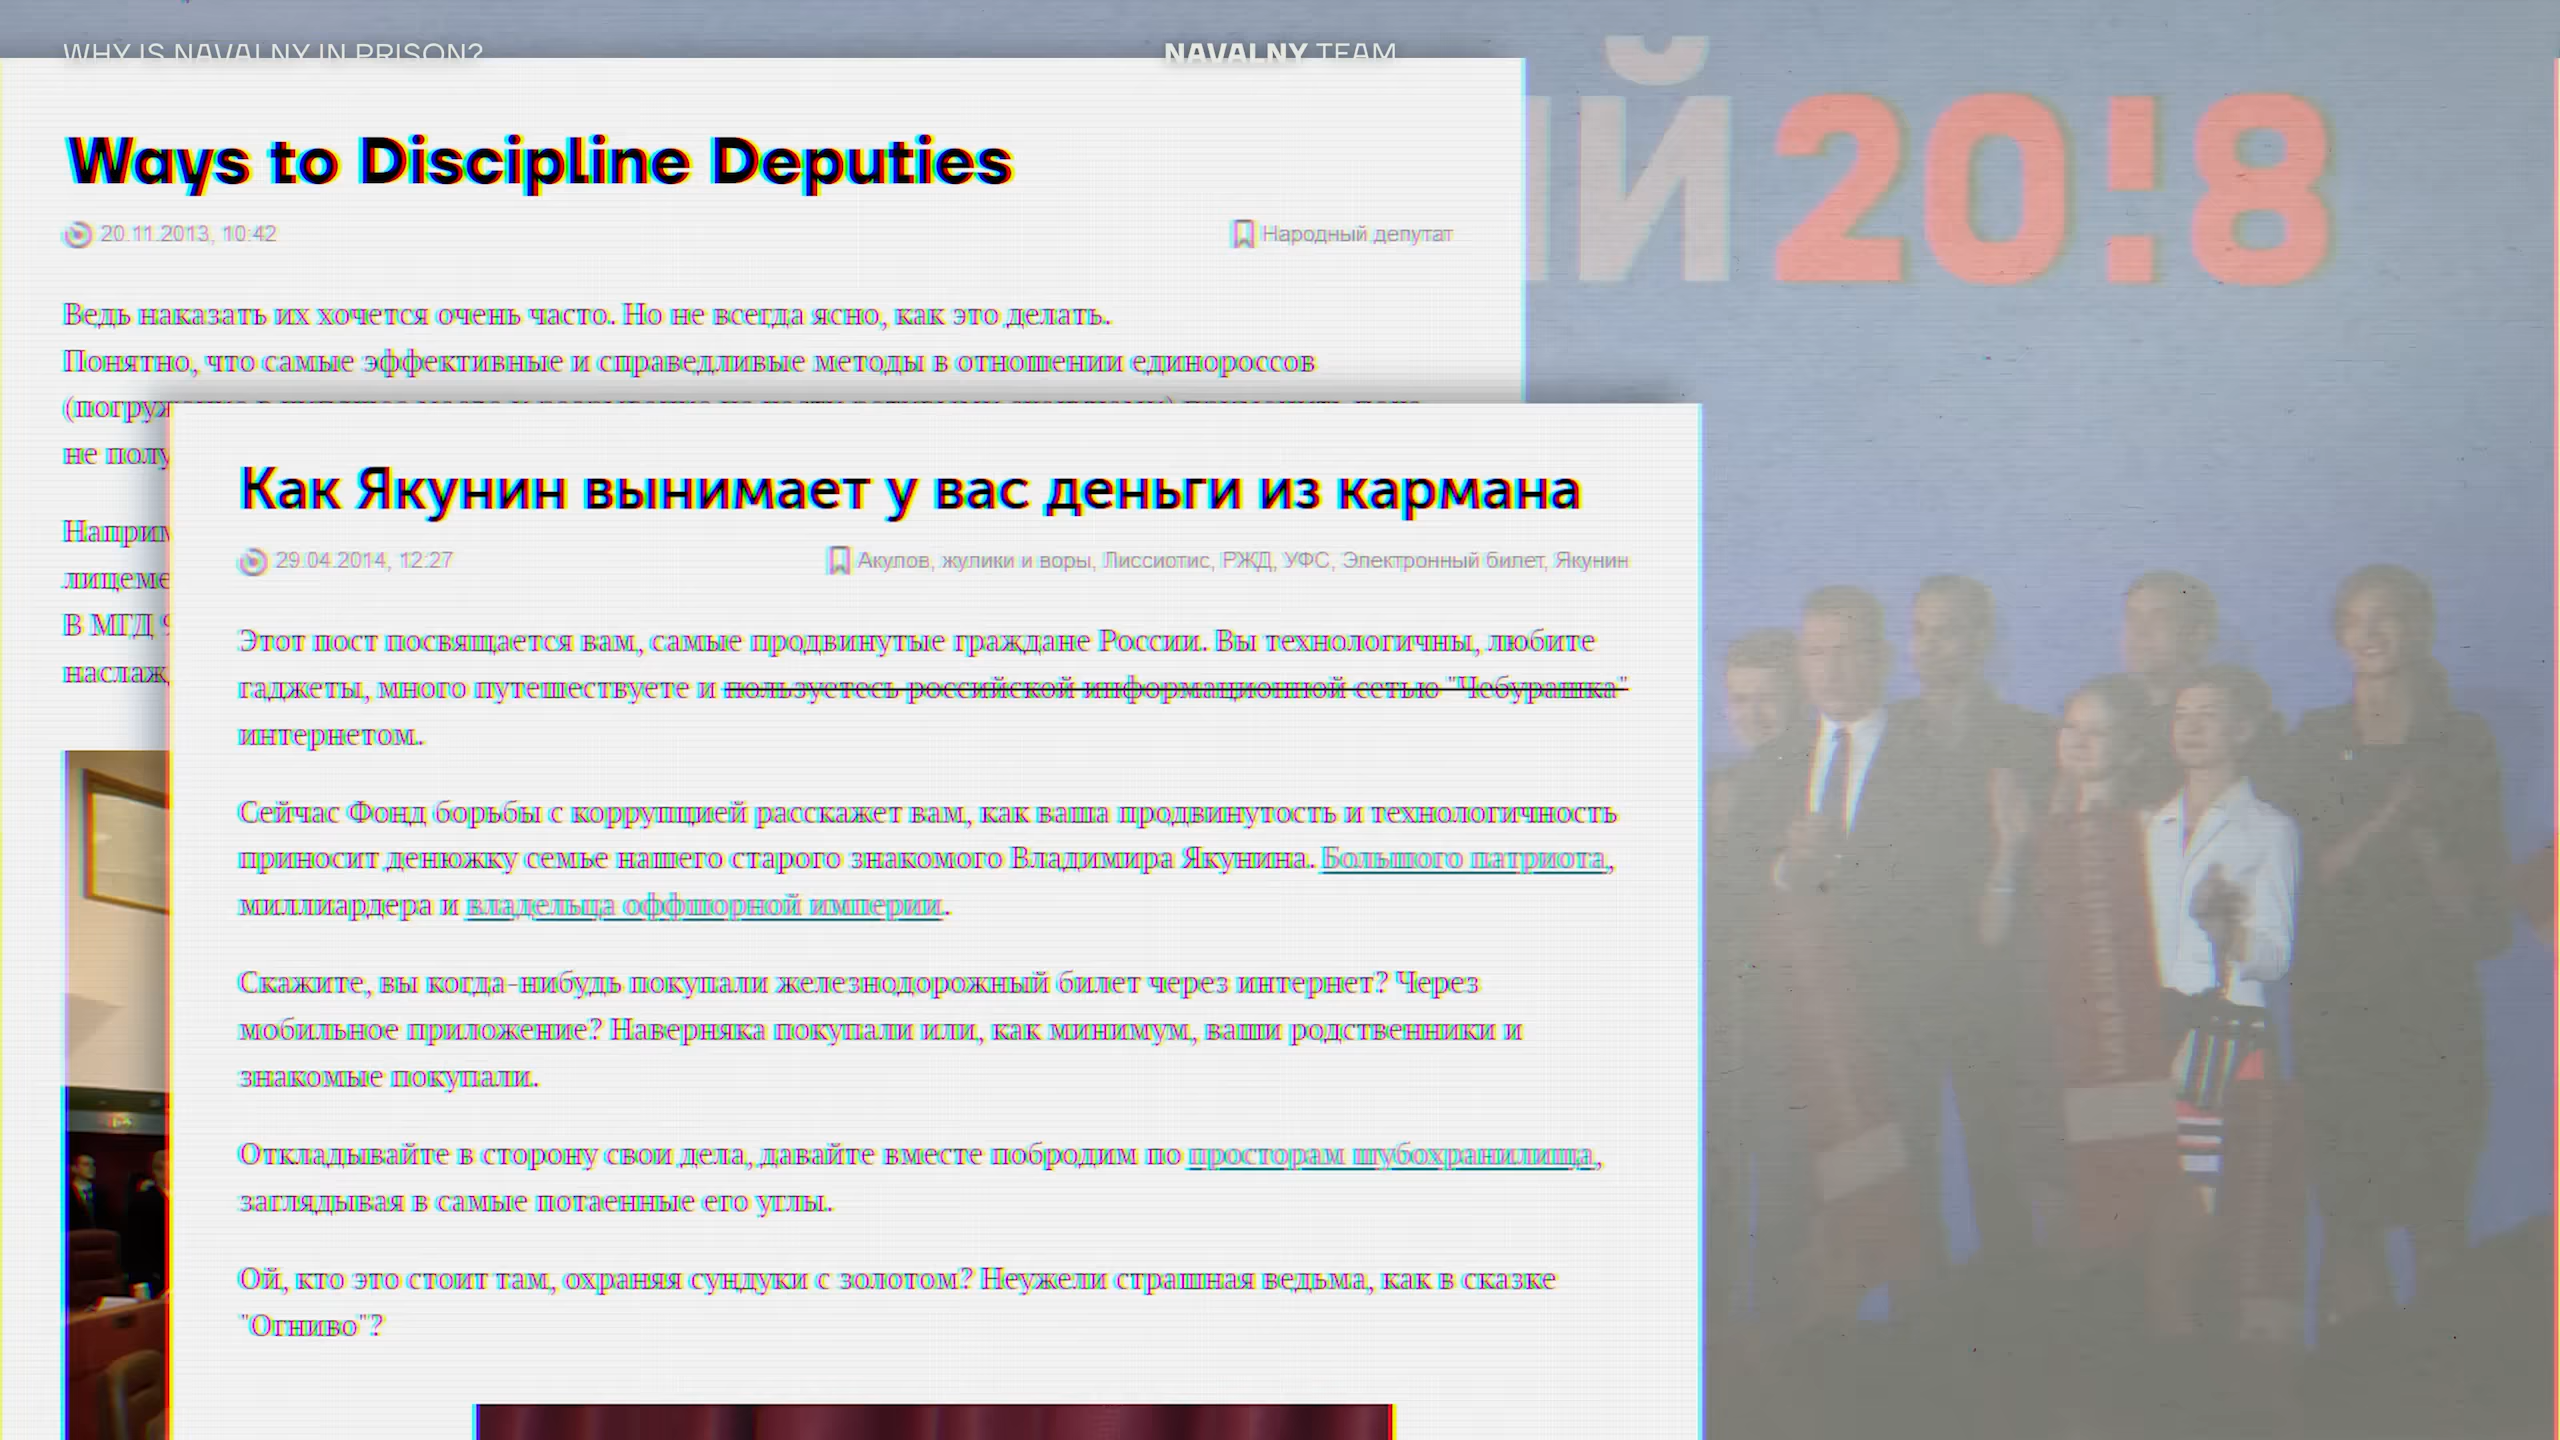 WHY IS NAVALNY IN PRISON?
NAVALNY TEAM
Й 20!8
Ways to Discipline Deputies
20.11.2013, 10:42
Народный депутат
Ведь наказать их хочется очень часто. Но не всегда ясно, как это делать.
Понятно, что самые эффективные и справедливые методы в отношении единороссов
не
В МГД
Как Якунин вынимает у вас деньги из кармана
29.04.2014, 12:27
Акулов, жулики и воры, Лиссиотис, РЖД, УФС, Электронный билет, Якунин
Этот пост посвящается вам, самые продвинутые граждане России. Вы технологичны, любите
гаджеты, много путешествуете и пользуетесь российской информационной сетью "Чебурашка"
интернетом.
Сейчас Фонд борьбы с коррупцией расскажет вам, как ваша продвинутость и технологичность
приносит денюжку семье нашего старого знакомого Владимира Якунина. Большого патриота,
миллиардера и владельца оффшорной империи.
Скажите, вы когда-нибудь покупали железнодорожный билет через интернет? Через
мобильное приложение? Наверняка покупали или, как минимум, ваши родственники и
знакомые покупали.
Откладывайте в сторону свои дела, давайте вместе побродим по просторам шубохранилища,
заглядывая в самые потаенные его углы.
Ой, кто это стоит там, охраняя сундуки с золотом? Неужели страшная ведьма, как в сказке
"Огниво"?